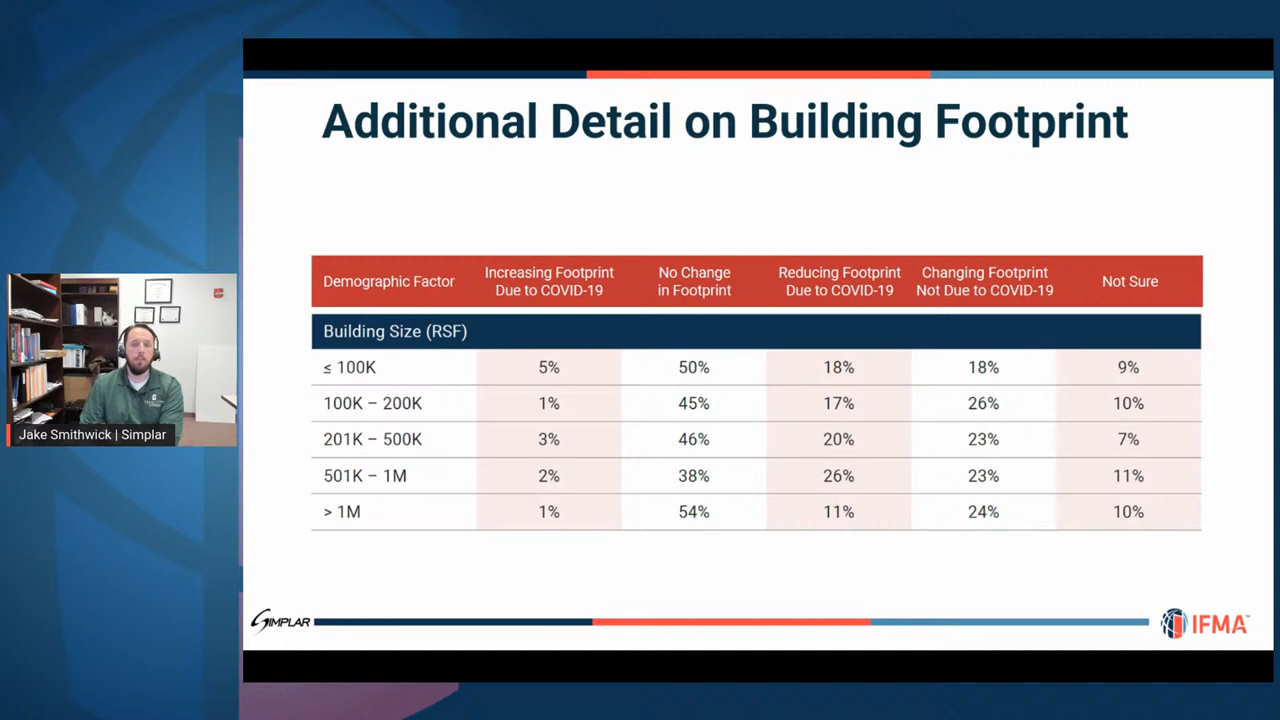 Additional Detail on Building Footprint
Demographic Factor
Increasing Footprint
Due to COVID-19
No Change
in Footprint
Reducing Footprint
Due to COVID-19
Changing Footprint
Not Due to COVID-19
Not Sure
Building Size (RSF)
≤ 100K 5% 50% 18% 18% 9%
100K – 200K 1% 45% 17% 26% 10%
201K – 500K 3% 46% 20% 23% 7%
501K – 1M 2% 38% 26% 23% 11%
> 1M 1% 54% 11% 24% 10%
Jake Smithwick | Simplar
SIMPLAR
IFMA™